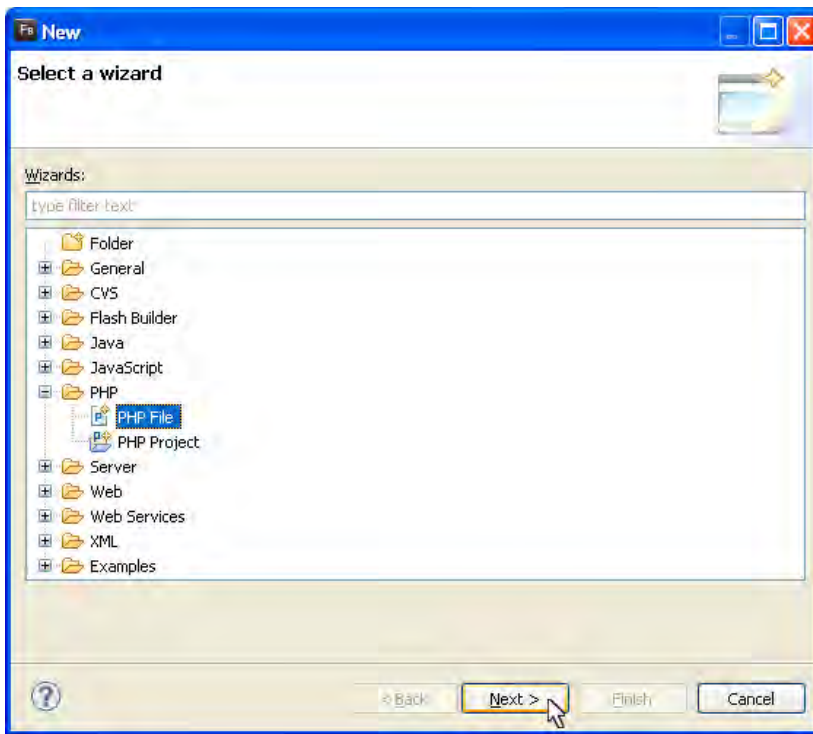 FB New
Select a wizard
Wizards:
type filter text
Folder
General
CVS
Flash Builder
Java
JavaScript
PHP
PHP File
PHP Project
Server
Web
Web Services
XML
Examples
? < Back Next > Finish Cancel